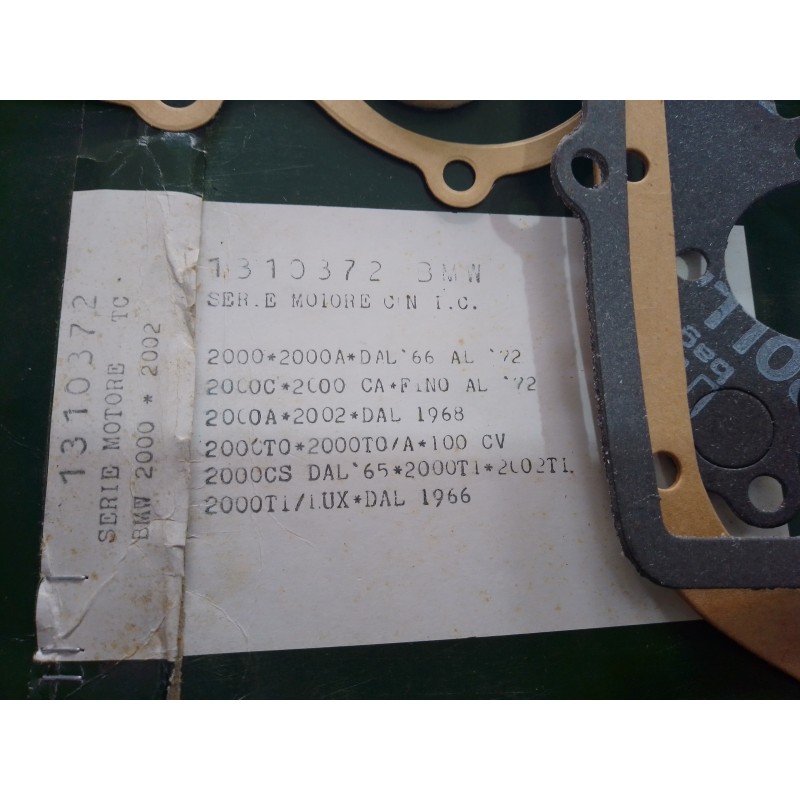 1310372 BMW
SERIE MOTORE CON T.C.
2000*2000A*DAL'66 AL '72
2000C*2000 CA*FINO AL '72
2000A*2002*DAL 1968
2000TO*2000TO/A*100 CV
2000CS DAL'65*2000TI*2002TI.
2000TI/LUX*DAL 1966
1310372
SERIE MOTORE TC.
BMW 2000 * 2002